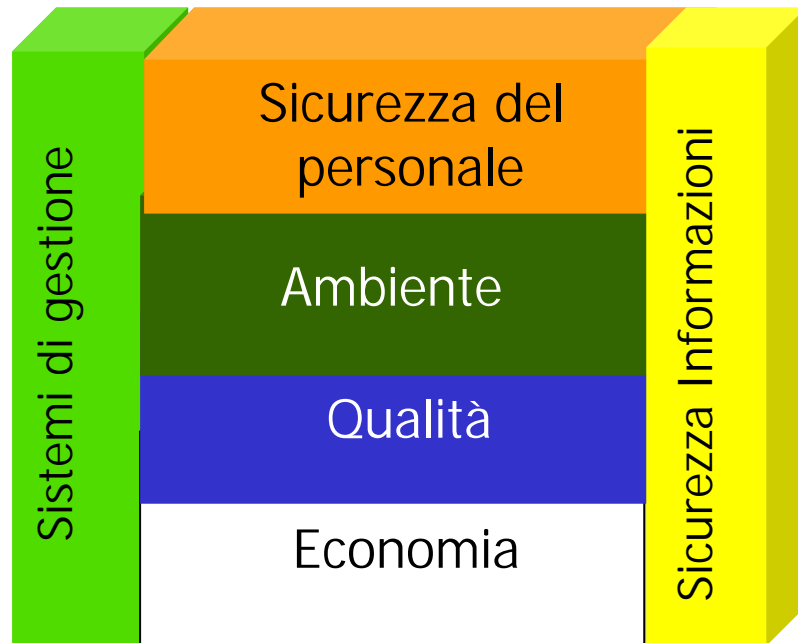 Sistemi di gestione
Sicurezza del
personale
Ambiente
Qualità
Economia
Sicurezza Informazioni